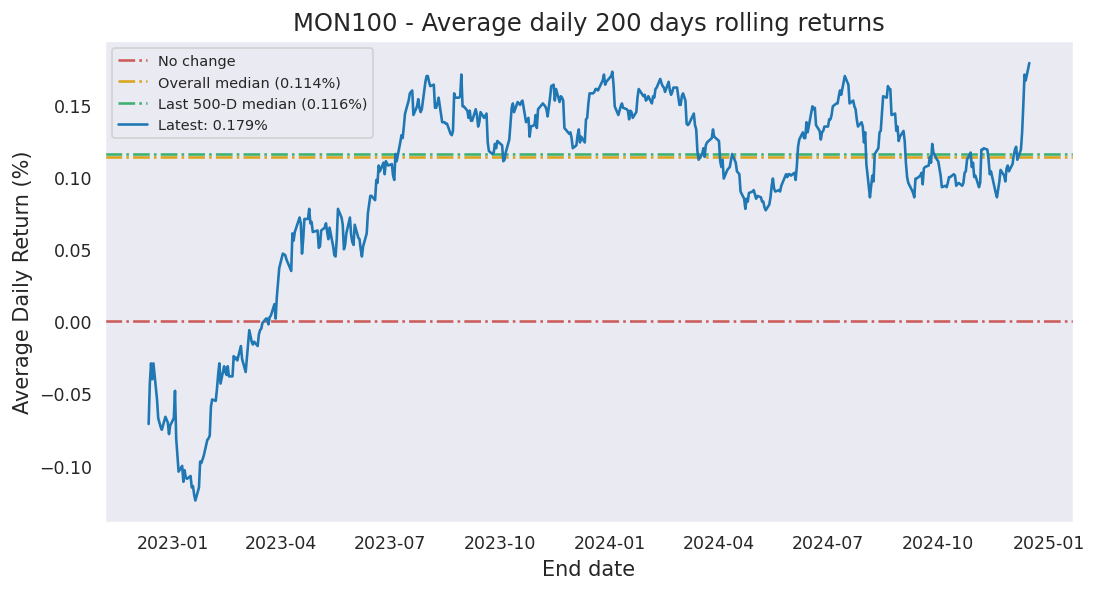 MON100 - Average daily 200 days rolling returns
No change
Overall median (0.114%)
Last 500-D median (0.116%)
Latest: 0.179%
Average Daily Return (%)
0.15
0.10
0.05
0.00
−0.05
−0.10
2023-01 2023-04 2023-07 2023-10 2024-01 2024-04 2024-07 2024-10 2025-01
End date